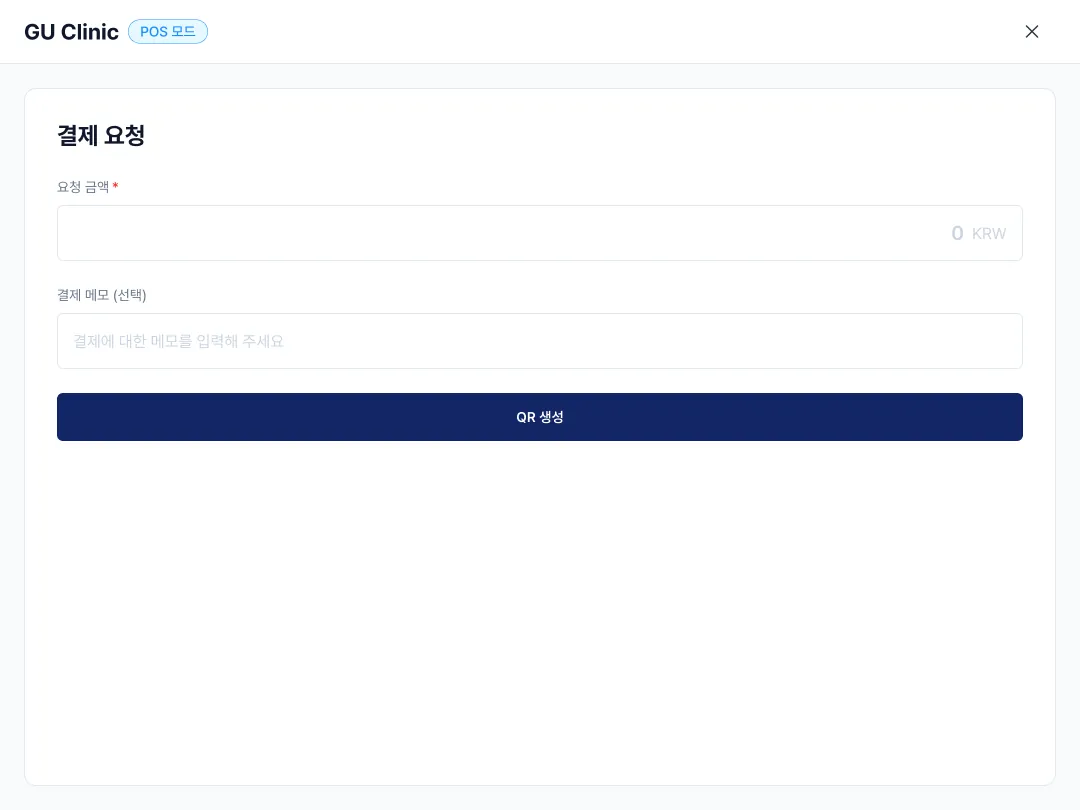 GU Clinic POS 모드
결제 요청
요청 금액 *
0 KRW
결제 메모 (선택)
결제에 대한 메모를 입력해 주세요
QR 생성